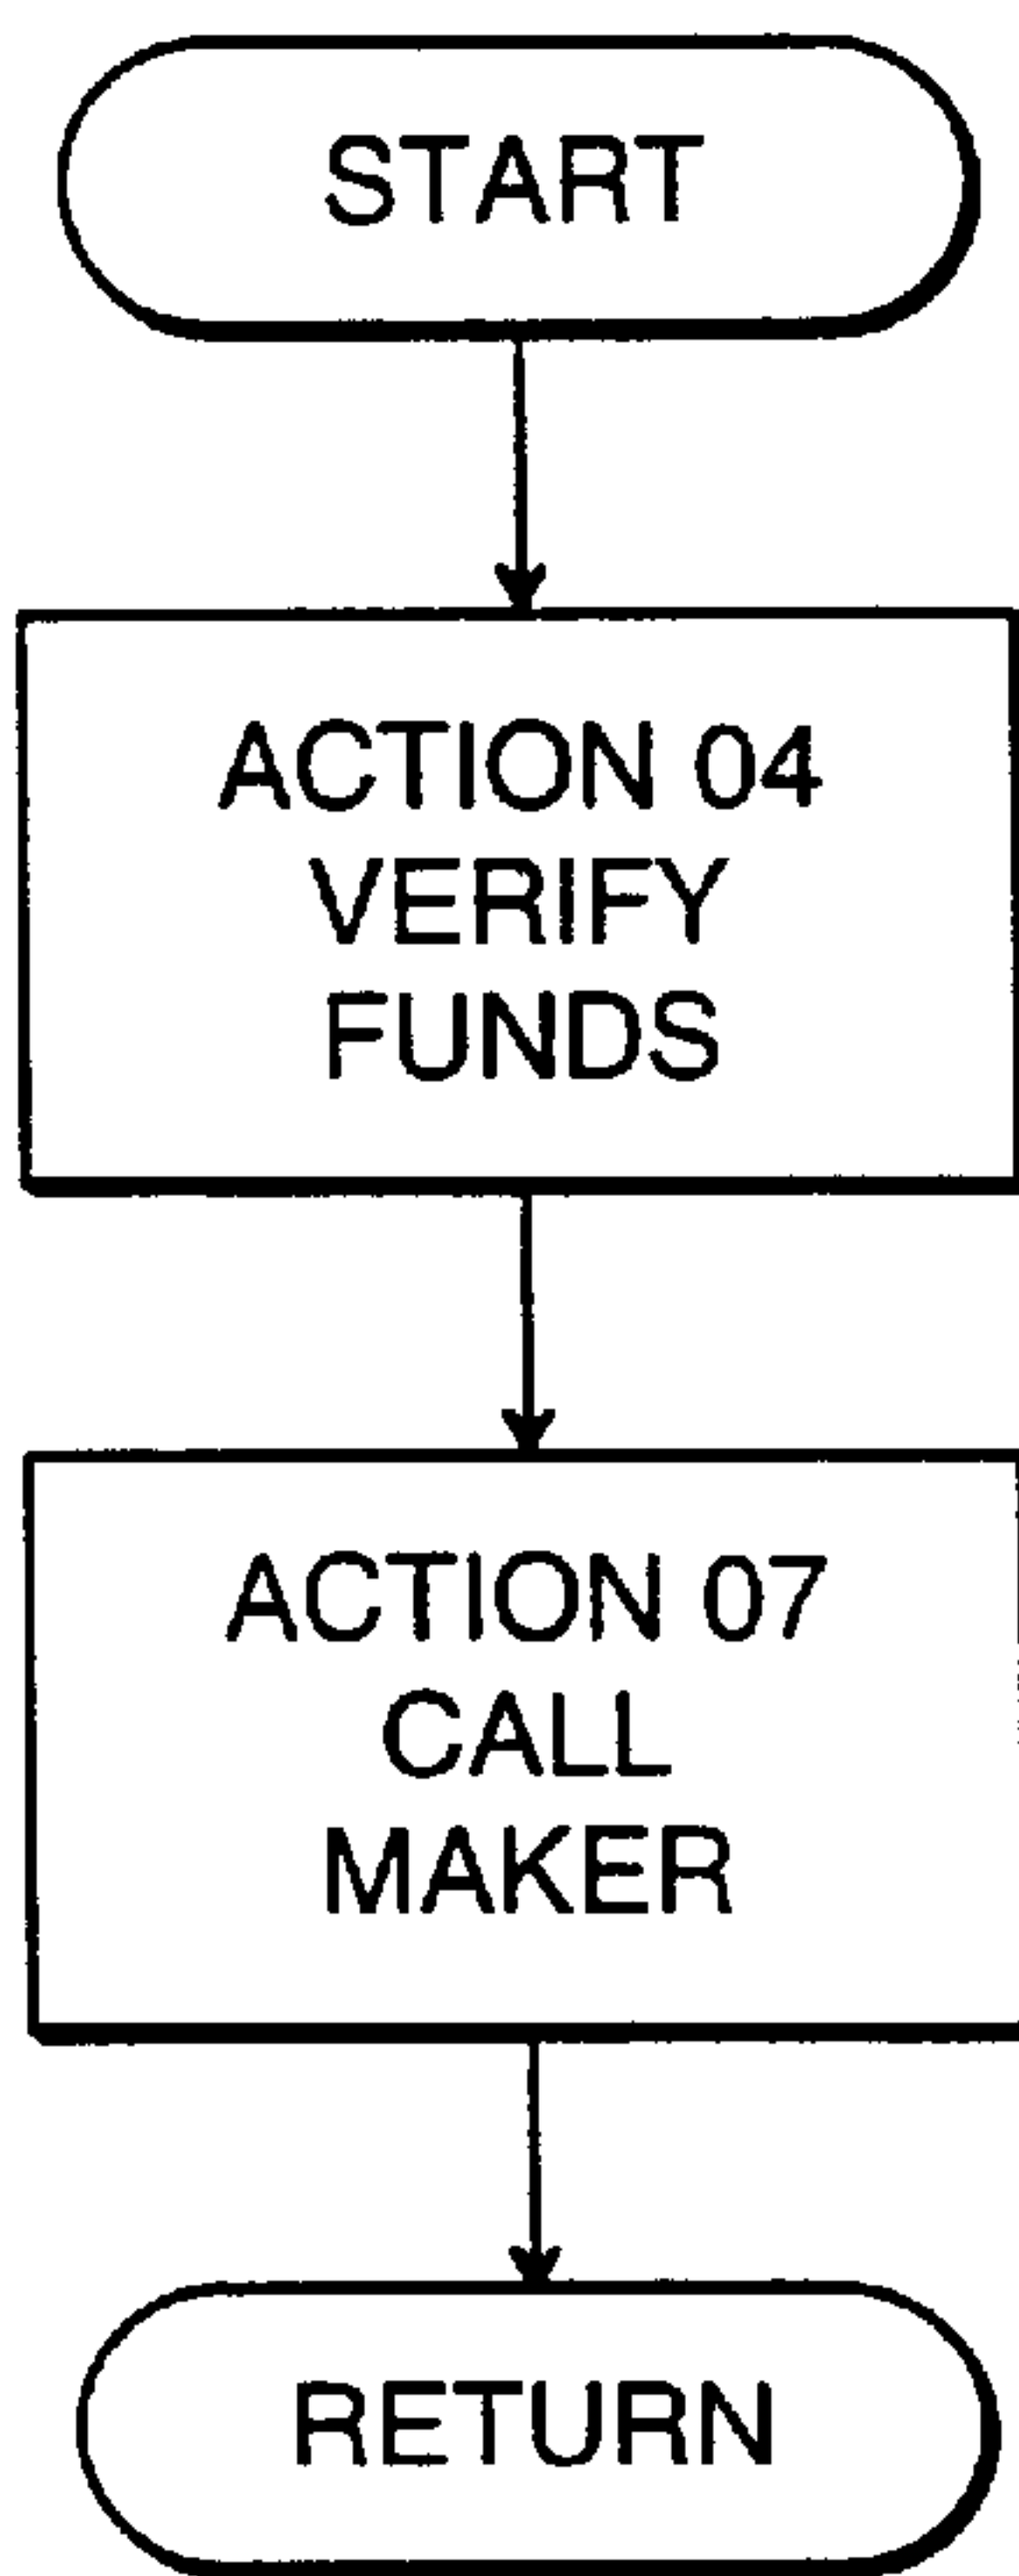 START
ACTION 04
VERIFY
FUNDS
ACTION 07
CALL
MAKER
RETURN